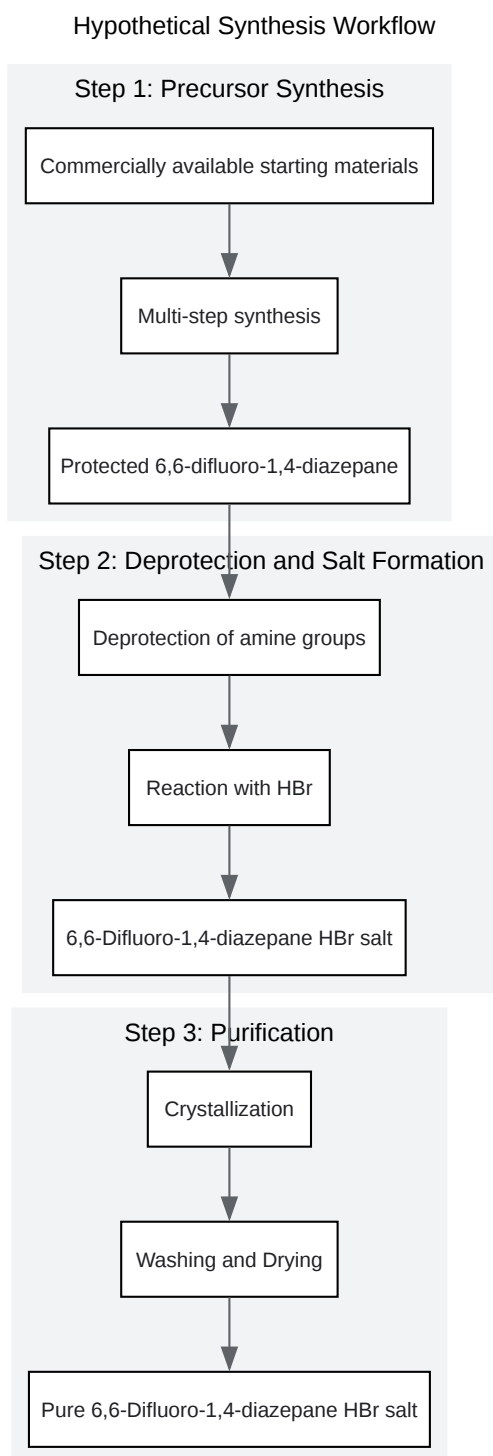 Hypothetical Synthesis Workflow
Step 1: Precursor Synthesis
Commercially available starting materials
Multi-step synthesis
Protected 6,6-difluoro-1,4-diazepane
Step 2: Deprotection and Salt Formation
Deprotection of amine groups
Reaction with HBr
6,6-Difluoro-1,4-diazepane HBr salt
Step 3: Purification
Crystallization
Washing and Drying
Pure 6,6-Difluoro-1,4-diazepane HBr salt